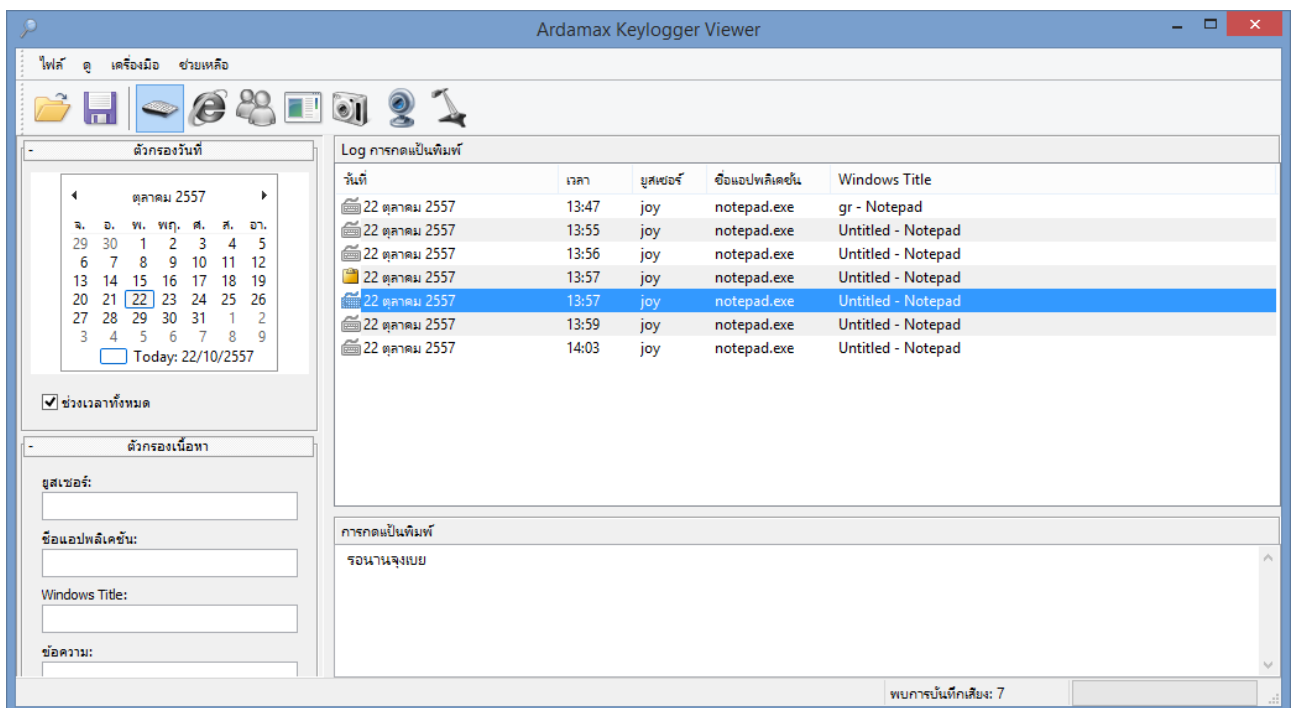 Ardamax Keylogger Viewer
ไฟล์ ดู เครื่องมือ ช่วยเหลือ
- ตัวกรองวันที่
ตุลาคม 2557
จ. อ. พ. พฤ. ศ. ส. อา.
29 30 1 2 3 4 5
6 7 8 9 10 11 12
13 14 15 16 17 18 19
20 21 22 23 24 25 26
27 28 29 30 31 1 2
3 4 5 6 7 8 9
Today: 22/10/2557
ช่วงเวลาทั้งหมด
- ตัวกรองเนื้อหา
ยูสเซอร์:
ชื่อแอปพลิเคชัน:
Windows Title:
ข้อความ:
Log การกดแป้นพิมพ์
วันที่ เวลา ยูสเซอร์ ชื่อแอปพลิเคชั่น Windows Title
22 ตุลาคม 2557 13:47 joy notepad.exe gr - Notepad
22 ตุลาคม 2557 13:55 joy notepad.exe Untitled - Notepad
22 ตุลาคม 2557 13:56 joy notepad.exe Untitled - Notepad
22 ตุลาคม 2557 13:57 joy notepad.exe Untitled - Notepad
22 ตุลาคม 2557 13:57 joy notepad.exe Untitled - Notepad
22 ตุลาคม 2557 13:59 joy notepad.exe Untitled - Notepad
22 ตุลาคม 2557 14:03 joy notepad.exe Untitled - Notepad
การกดแป้นพิมพ์
รอนานจุงเบย
พบการบันทึกเสียง: 7